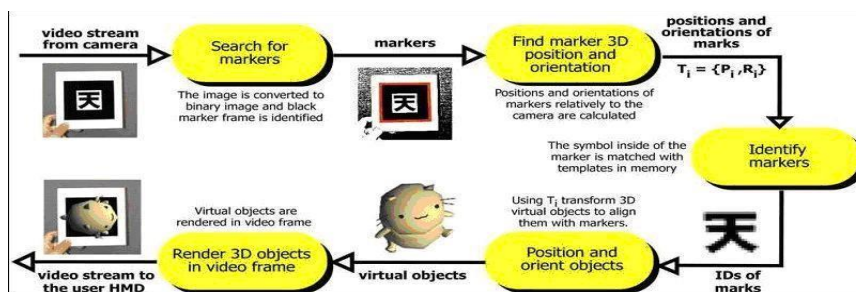 video stream
from camera
Search for
markers
The image is converted to
binary image and black
marker frame is identified
markers
Find marker 3D
position and
orientation
Positions and orientations of
markers relatively to the
camera are calculated
positions and
orientations of
marks
Tᵢ = {Pᵢ ,Rᵢ}
天
天
The symbol inside of the
marker is matched with
templates in memory
Identify
markers
天
IDs of
marks
Using Tᵢ transform 3D
virtual objects to align
them with markers.
Position and
orient objects
virtual objects
Virtual objects are
rendered in video frame
Render 3D objects
in video frame
video stream to
the user HMD